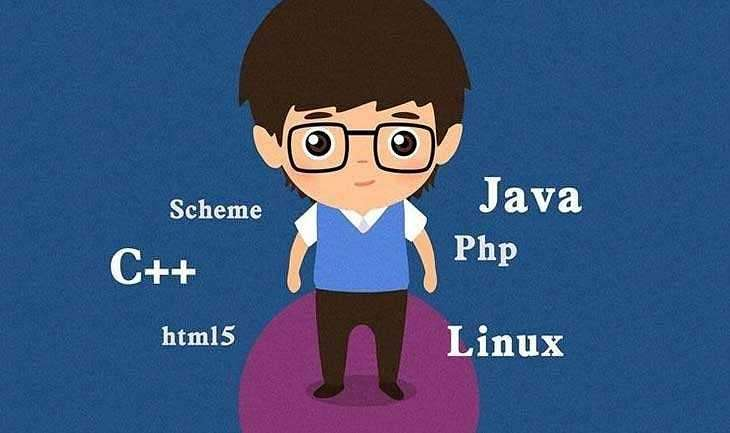 Scheme
Java
C++
Php
html5
Linux